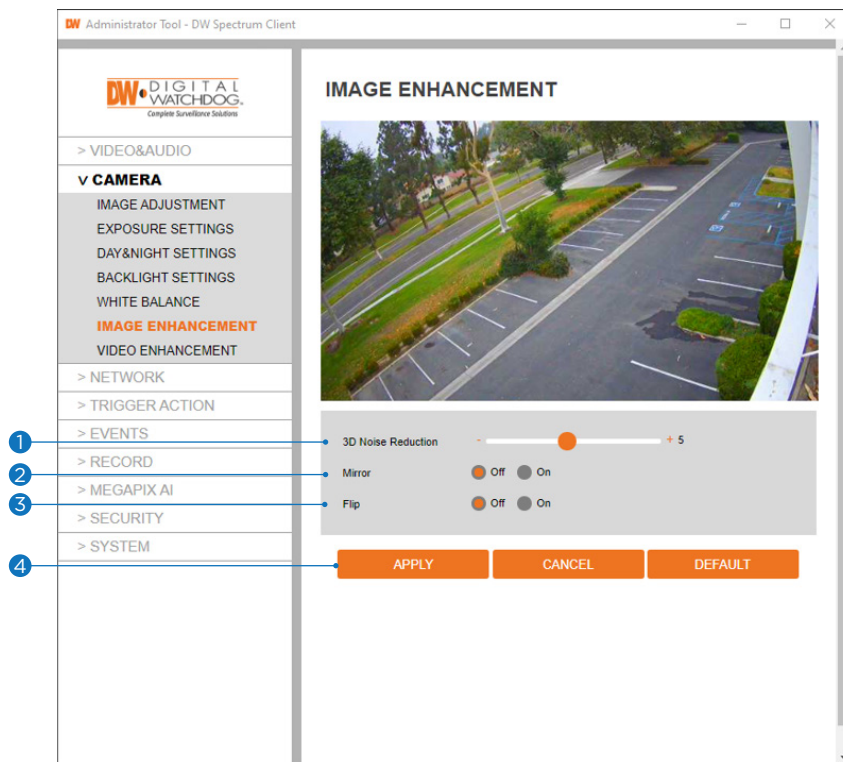 DW Administrator Tool - DW Spectrum Client
DW DIGITAL
WATCHDOG.
Complete Surveillance Solutions
> VIDEO&AUDIO
v CAMERA
IMAGE ADJUSTMENT
EXPOSURE SETTINGS
DAY&NIGHT SETTINGS
BACKLIGHT SETTINGS
WHITE BALANCE
IMAGE ENHANCEMENT
VIDEO ENHANCEMENT
> NETWORK
> TRIGGER ACTION
> EVENTS
> RECORD
> MEGAPIX AI
> SECURITY
> SYSTEM
IMAGE ENHANCEMENT
1 3D Noise Reduction - + 5
2 Mirror Off On
3 Flip Off On
4 APPLY CANCEL DEFAULT